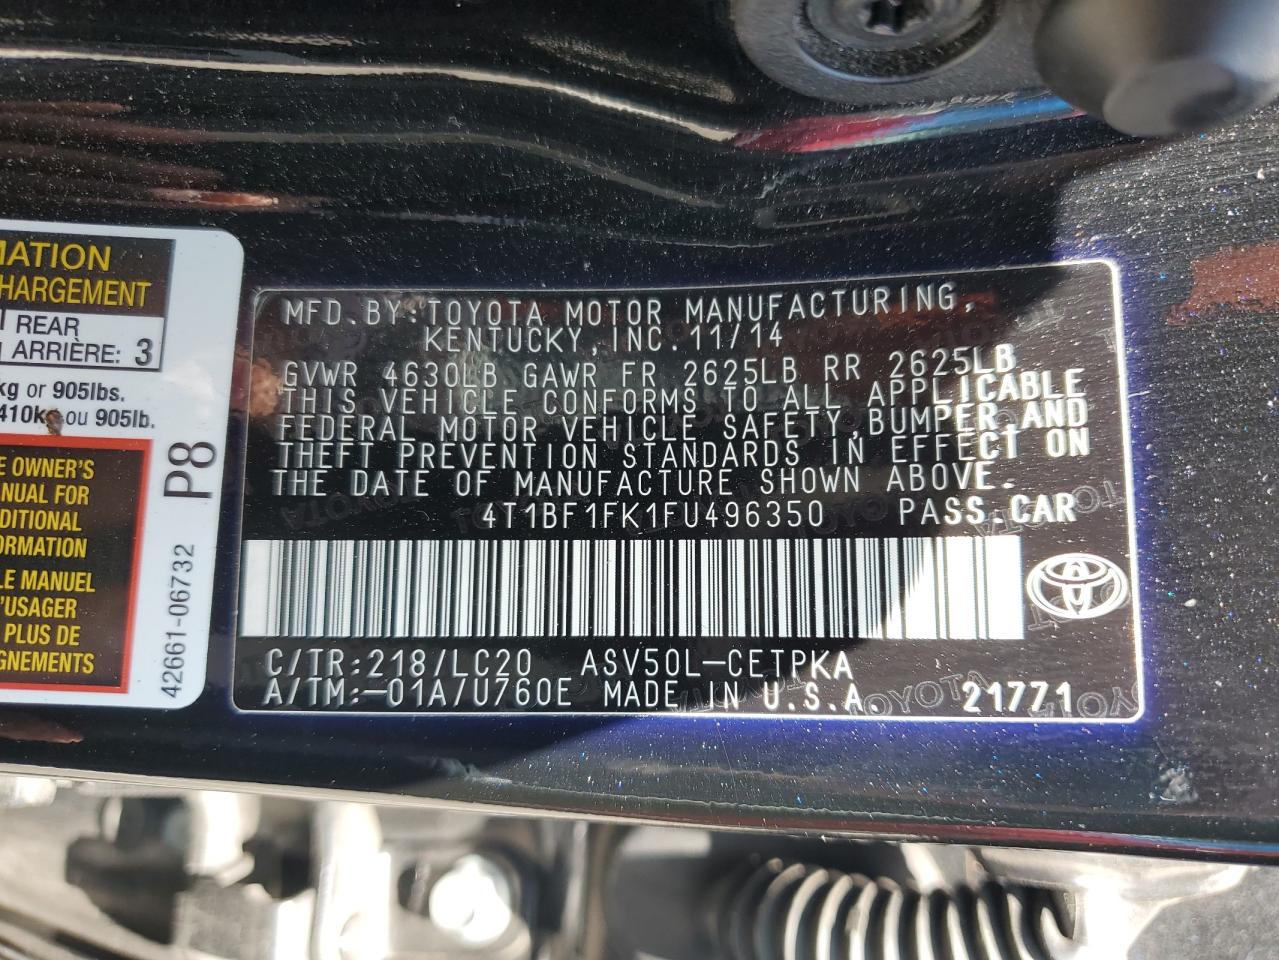 MATION
HARGEMENT
REAR
ARRIÈRE: 3
kg or 905lbs.
410kg ou 905lb.
E OWNER'S
NUAL FOR
DDITIONAL
ORMATION
LE MANUEL
'USAGER
PLUS DE
GNEMENTS
P8
42661-06732
MFD.BY:TOYOTA MOTOR MANUFACTURING,
KENTUCKY,INC.11/14
GVWR 4630LB GAWR FR 2625LB RR 2625LB
THIS VEHICLE CONFORMS TO ALL APPLICABLE
FEDERAL MOTOR VEHICLE SAFETY,BUMPER,AND
THEFT PREVENTION STANDARDS IN EFFECT ON
THE DATE OF MANUFACTURE SHOWN ABOVE.
4T1BF1FK1FU496350 PASS.CAR
C/TR:218/LC20 ASV50L-CETPKA
A/TM:-01A/U760E MADE IN U.S.A. 21771